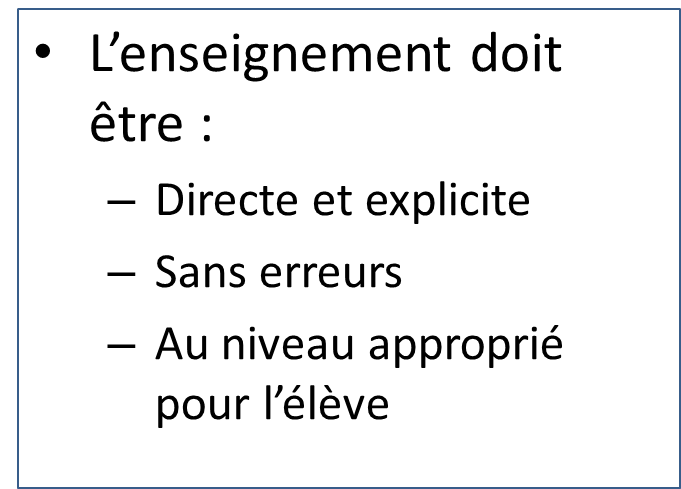 • L’enseignement doit
être :
– Directe et explicite
– Sans erreurs
– Au niveau approprié
pour l’élève